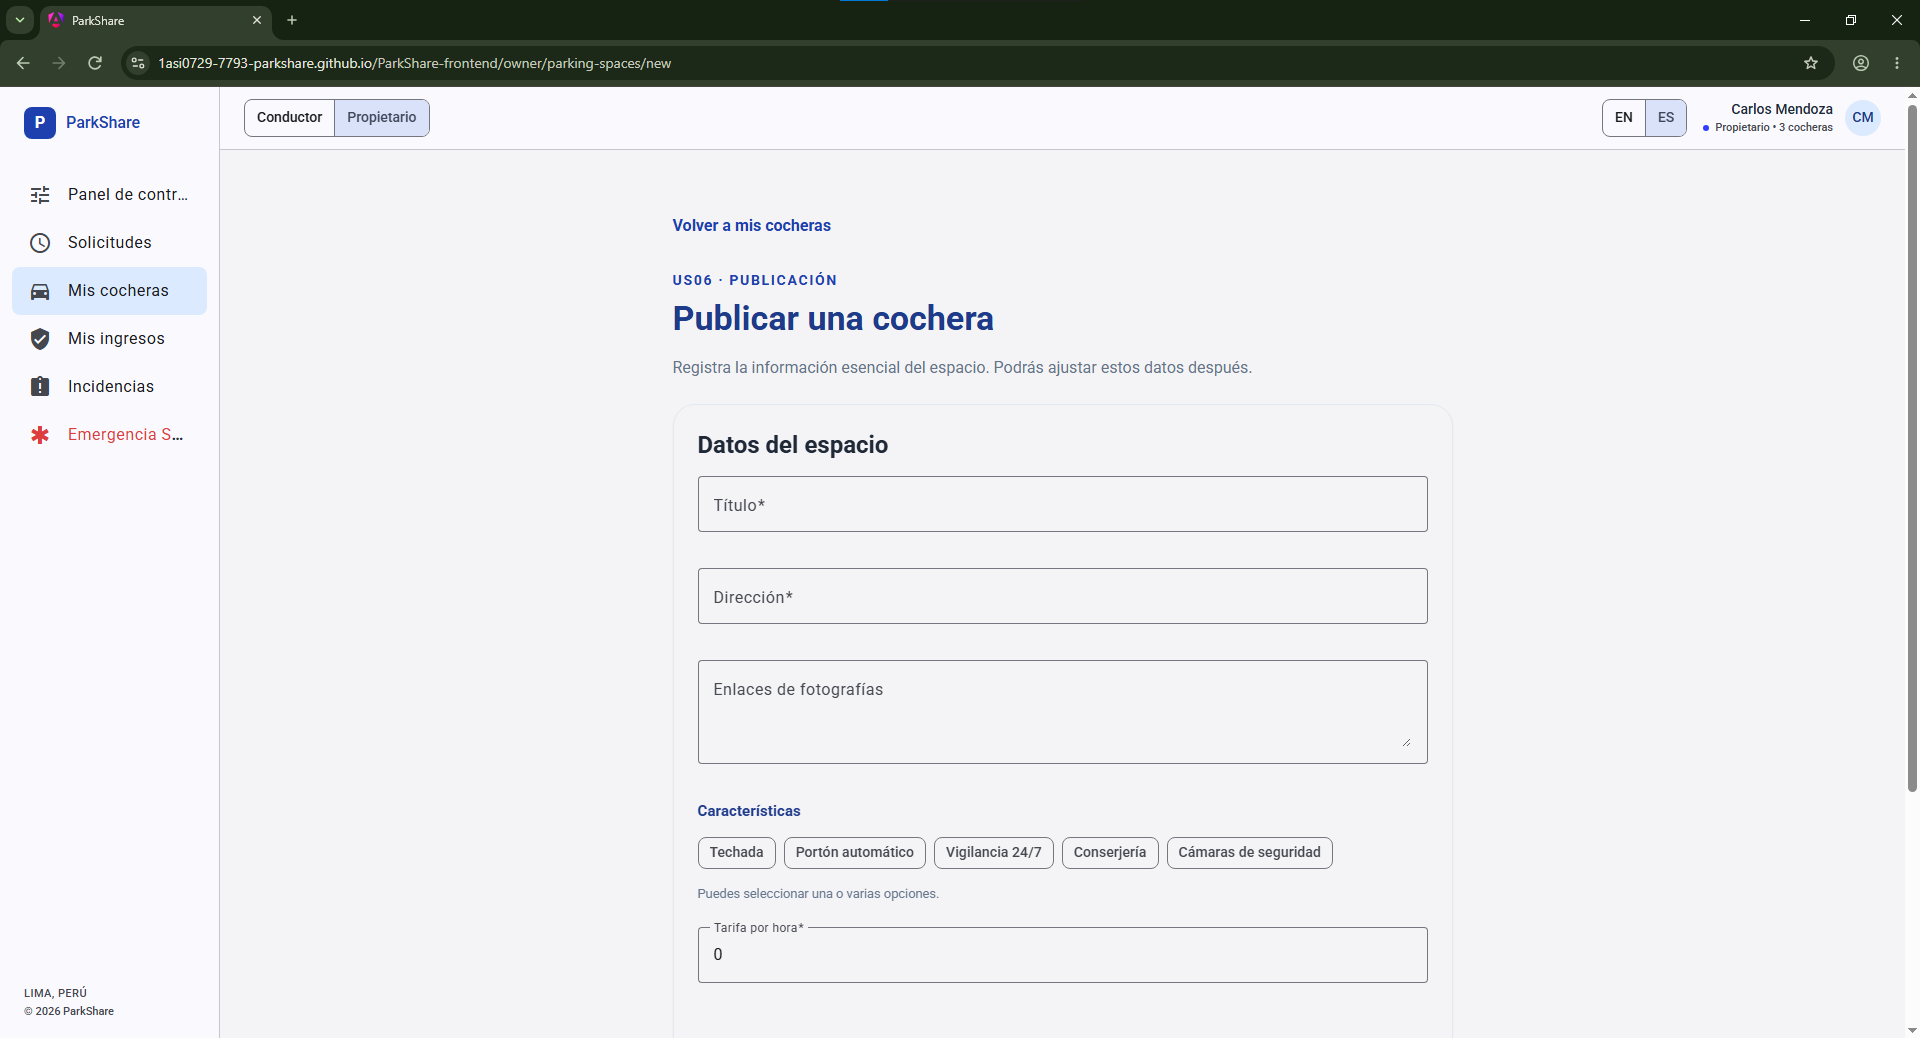 ParkShare
1asi0729-7793-parkshare.github.io/ParkShare-frontend/owner/parking-spaces/new
P ParkShare
Conductor Propietario
EN ES
Carlos Mendoza
Propietario • 3 cocheras
CM
Panel de contr...
Solicitudes
Mis cocheras
Mis ingresos
Incidencias
Emergencia S...
LIMA, PERÚ
© 2026 ParkShare
Volver a mis cocheras
US06 · PUBLICACIÓN
Publicar una cochera
Registra la información esencial del espacio. Podrás ajustar estos datos después.
Datos del espacio
Título*
Dirección*
Enlaces de fotografías
Características
Techada Portón automático Vigilancia 24/7 Conserjería Cámaras de seguridad
Puedes seleccionar una o varias opciones.
Tarifa por hora*
0